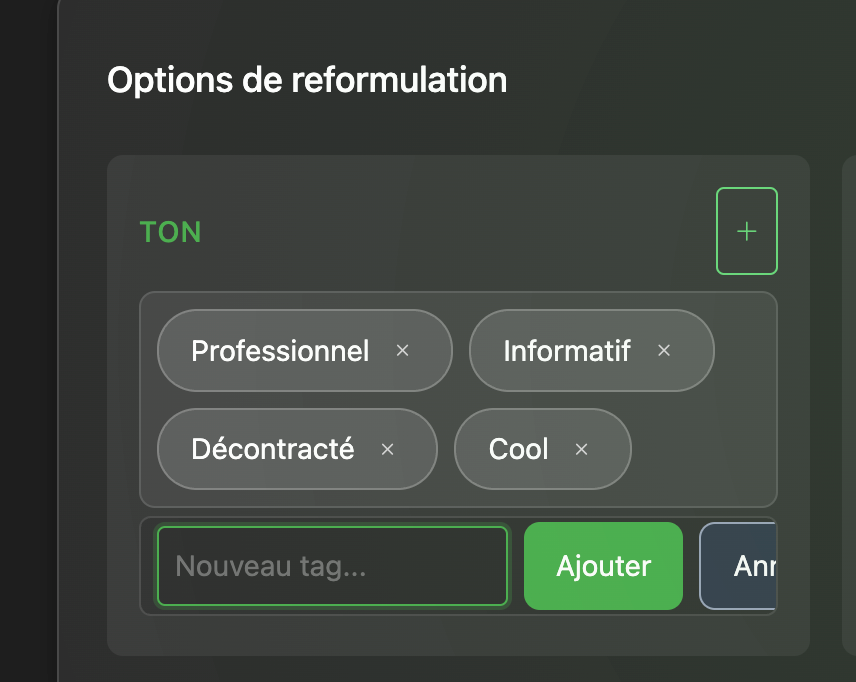 Options de reformulation
TON +
Professionnel × Informatif ×
Décontracté × Cool ×
Nouveau tag... Ajouter